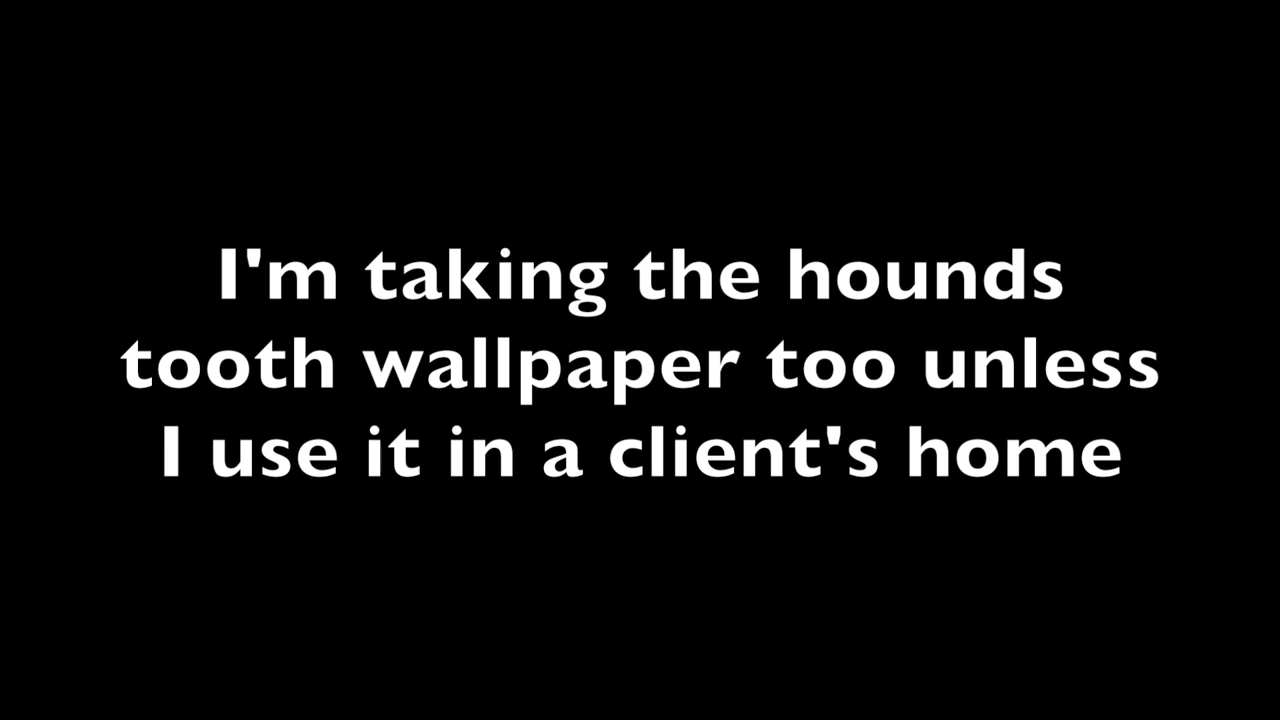 I'm taking the hounds
tooth wallpaper too unless
I use it in a client's home